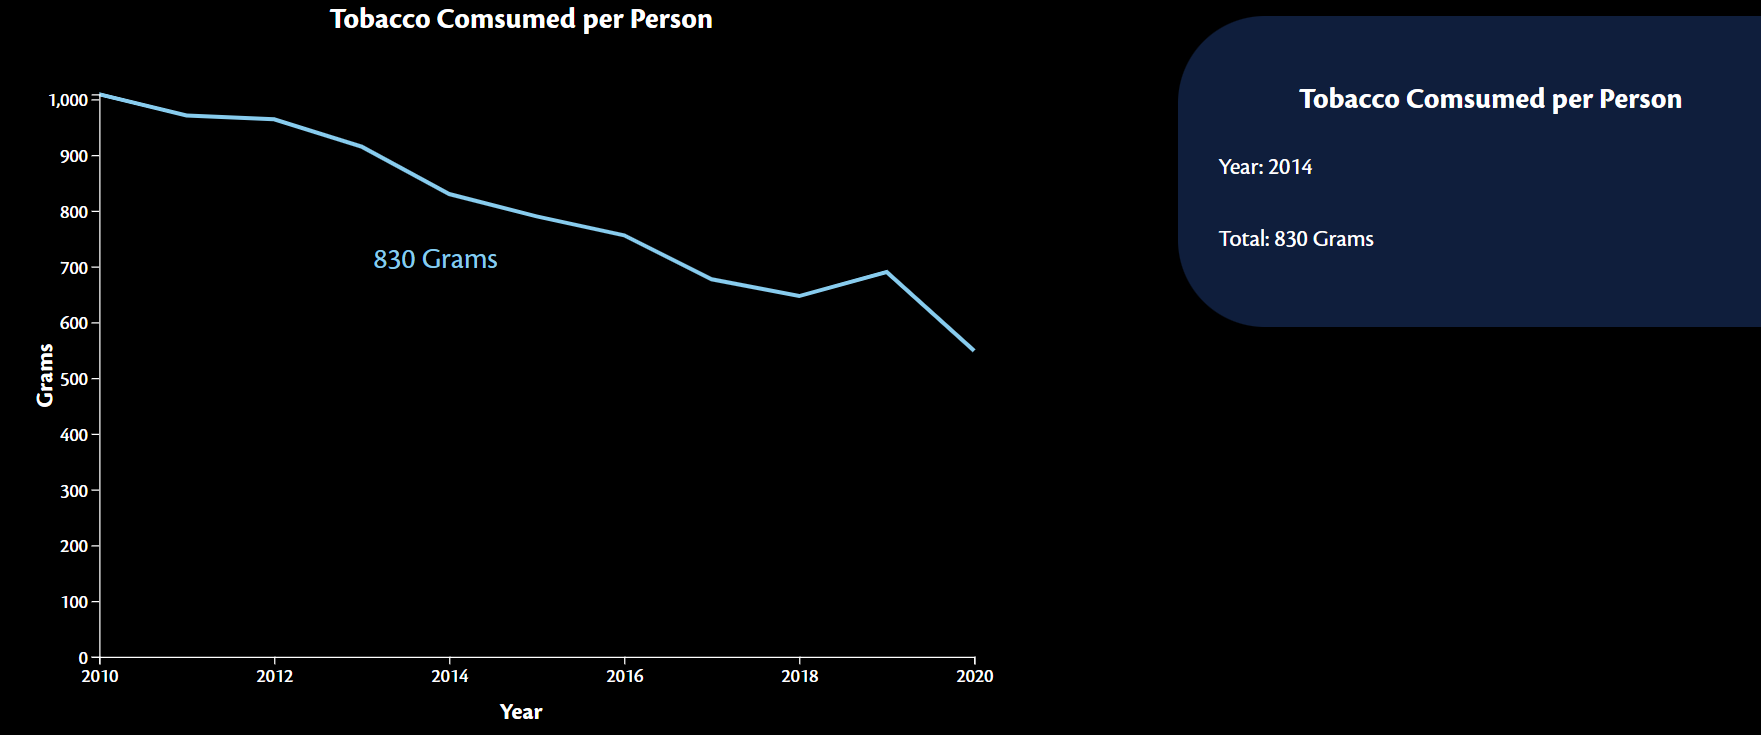 Tobacco Comsumed per Person
1,000
900
800
700
600
500
400
300
200
100
0
Grams
830 Grams
2010 2012 2014 2016 2018 2020
Year
Tobacco Comsumed per Person
Year: 2014
Total: 830 Grams